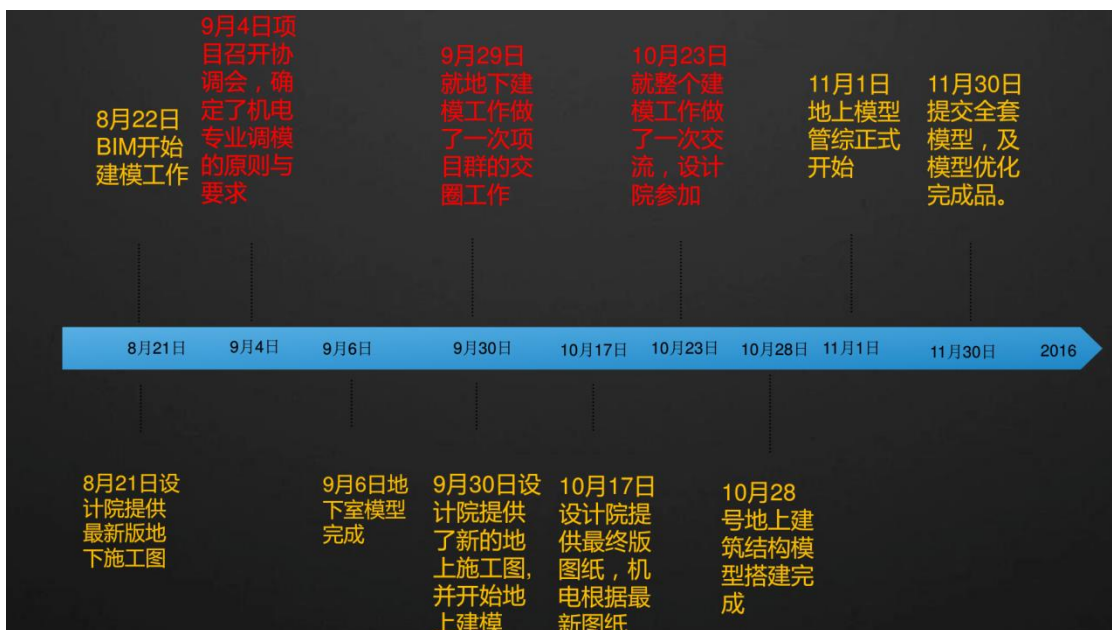 8月22日
BIM开始
建模工作
9月4日项
目召开协
调会，确
定了机电
专业调模
的原则与
要求
9月29日
就地下建
模工作做
了一次项
目群的交
圈工作
10月23日
就整个建
模工作做
了一次交
流，设计
院参加
11月1日
地上模型
管综正式
开始
11月30日
提交全套
模型，及
模型优化
完成品。
8月21日
9月4日
9月6日
9月30日
10月17日
10月23日
10月28日
11月1日
11月30日
2016
8月21日设
计院提供
最新版地
下施工图
9月6日地
下室模型
完成
9月30日设
计院提供
了新的地
上施工图,
并开始地
上建模
10月17日
设计院提
供最终版
图纸，机
电根据最
新图纸
10月28
号地上建
筑结构模
型搭建完
成